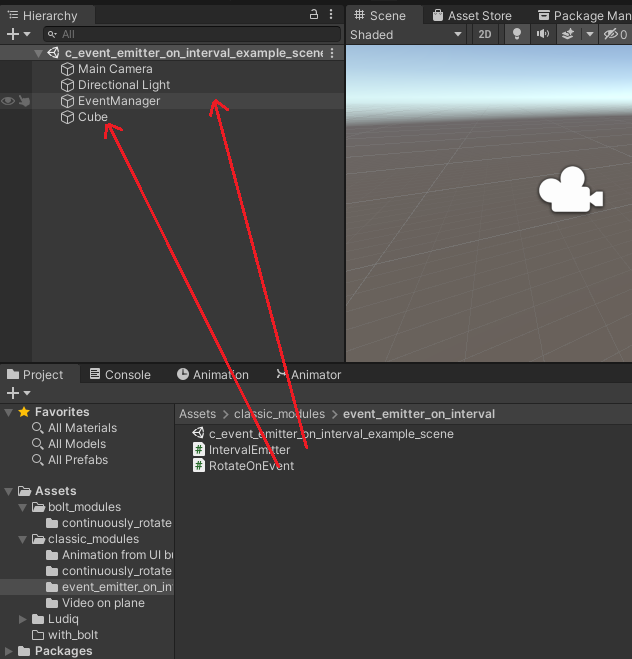 Hierarchy
All
c_event_emitter_on_interval_example_scene
Main Camera
Directional Light
EventManager
Cube
Scene
Asset Store
Package Man
Shaded
2D
0
Project
Console
Animation
Animator
Favorites
All Materials
All Models
All Prefabs
Assets
bolt_modules
continuously_rotate
classic_modules
Animation from UI bu
continuously_rotate
event_emitter_on_in
Video on plane
Ludiq
with_bolt
Packages
Assets > classic_modules > event_emitter_on_interval
c_event_emitter_on_interval_example_scene
# IntervalEmitter
# RotateOnEvent